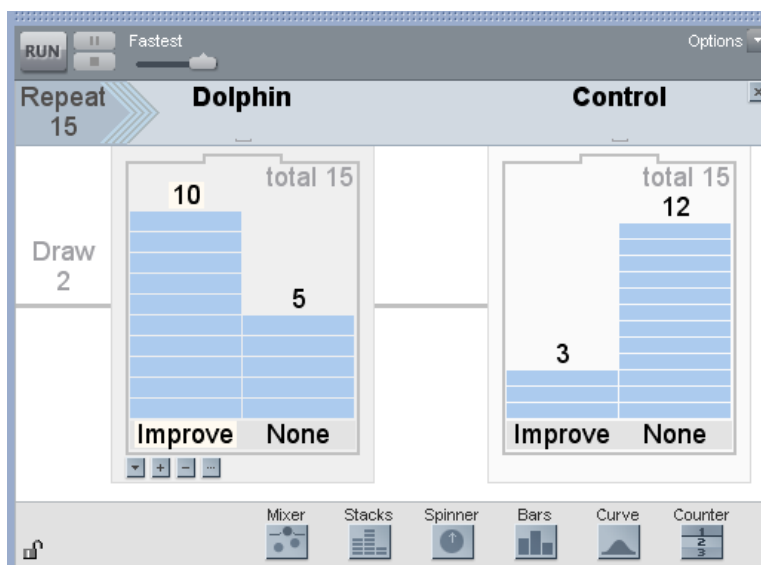 RUN
Fastest
Options
Repeat
15
Dolphin
Control
total 15
10
5
Improve
None
total 15
12
3
Improve
None
Draw
2
Mixer
Stacks
Spinner
Bars
Curve
Counter
1
2
3